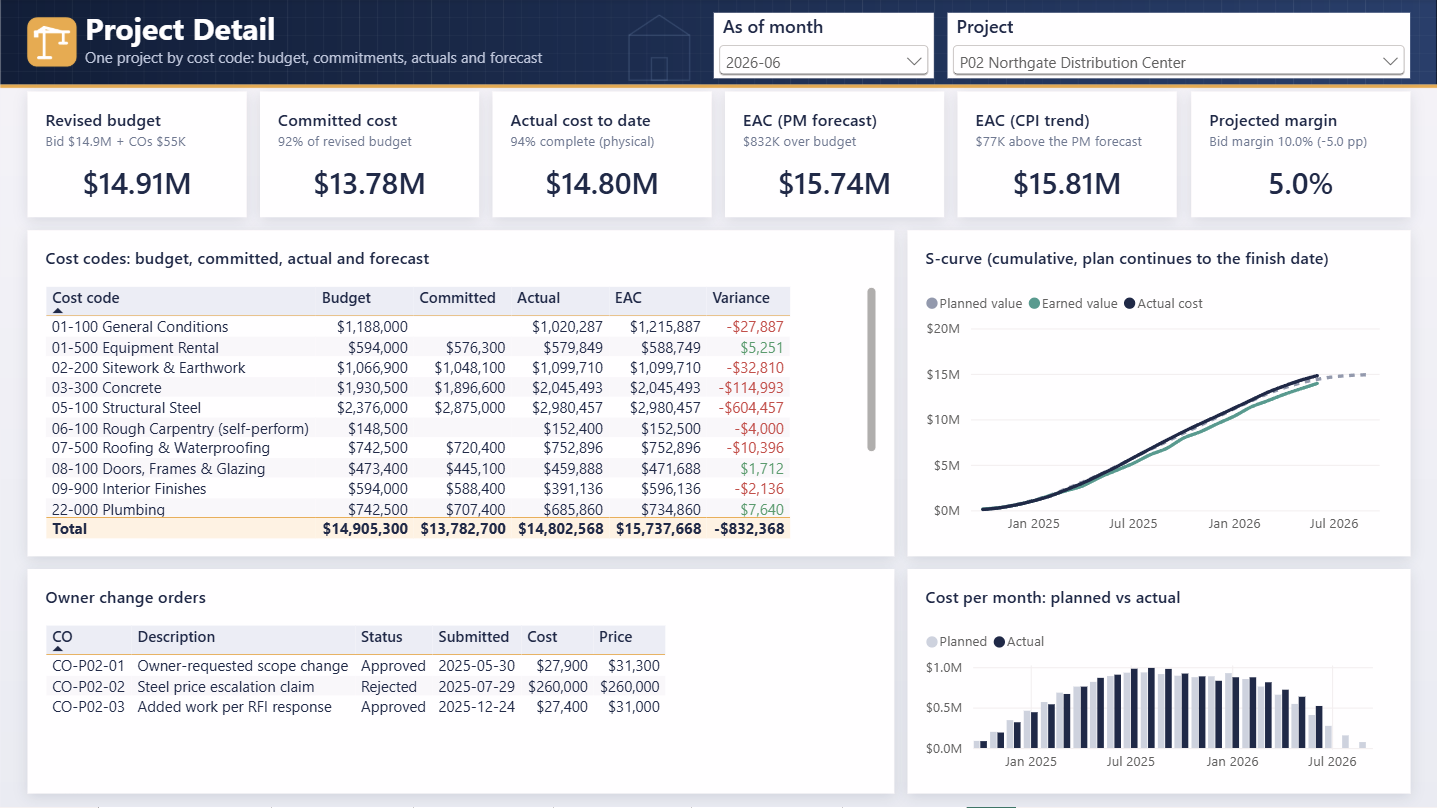 Project Detail
One project by cost code: budget, commitments, actuals and forecast
As of month
2026-06
Project
P02 Northgate Distribution Center
Revised budget
Bid $14.9M + COs $55K
$14.91M
Committed cost
92% of revised budget
$13.78M
Actual cost to date
94% complete (physical)
$14.80M
EAC (PM forecast)
$832K over budget
$15.74M
EAC (CPI trend)
$77K above the PM forecast
$15.81M
Projected margin
Bid margin 10.0% (-5.0 pp)
5.0%
Cost codes: budget, committed, actual and forecast
Cost code Budget Committed Actual EAC Variance
01-100 General Conditions $1,188,000 $1,020,287 $1,215,887 -$27,887
01-500 Equipment Rental $594,000 $576,300 $579,849 $588,749 $5,251
02-200 Sitework & Earthwork $1,066,900 $1,048,100 $1,099,710 $1,099,710 -$32,810
03-300 Concrete $1,930,500 $1,896,600 $2,045,493 $2,045,493 -$114,993
05-100 Structural Steel $2,376,000 $2,875,000 $2,980,457 $2,980,457 -$604,457
06-100 Rough Carpentry (self-perform) $148,500 $152,400 $152,500 -$4,000
07-500 Roofing & Waterproofing $742,500 $720,400 $752,896 $752,896 -$10,396
08-100 Doors, Frames & Glazing $473,400 $445,100 $459,888 $471,688 $1,712
09-900 Interior Finishes $594,000 $588,400 $391,136 $596,136 -$2,136
22-000 Plumbing $742,500 $707,400 $685,860 $734,860 $7,640
Total $14,905,300 $13,782,700 $14,802,568 $15,737,668 -$832,368
S-curve (cumulative, plan continues to the finish date)
Planned value Earned value Actual cost
$20M
$15M
$10M
$5M
$0M
Jan 2025 Jul 2025 Jan 2026 Jul 2026
Owner change orders
CO Description Status Submitted Cost Price
CO-P02-01 Owner-requested scope change Approved 2025-05-30 $27,900 $31,300
CO-P02-02 Steel price escalation claim Rejected 2025-07-29 $260,000 $260,000
CO-P02-03 Added work per RFI response Approved 2025-12-24 $27,400 $31,000
Cost per month: planned vs actual
Planned Actual
$1.0M
$0.5M
$0.0M
Jan 2025 Jul 2025 Jan 2026 Jul 2026